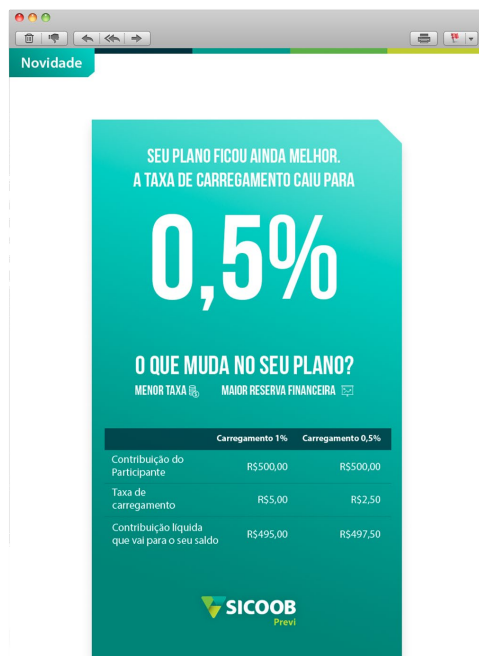 Novidade
SEU PLANO FICOU AINDA MELHOR.
A TAXA DE CARREGAMENTO CAIU PARA
0,5%
O QUE MUDA NO SEU PLANO?
MENOR TAXA MAIOR RESERVA FINANCEIRA
Carregamento 1% Carregamento 0,5%
Contribuição do
Participante R$500,00 R$500,00
Taxa de
carregamento R$5,00 R$2,50
Contribuição líquida
que vai para o seu saldo R$495,00 R$497,50
SICOOB
Previ